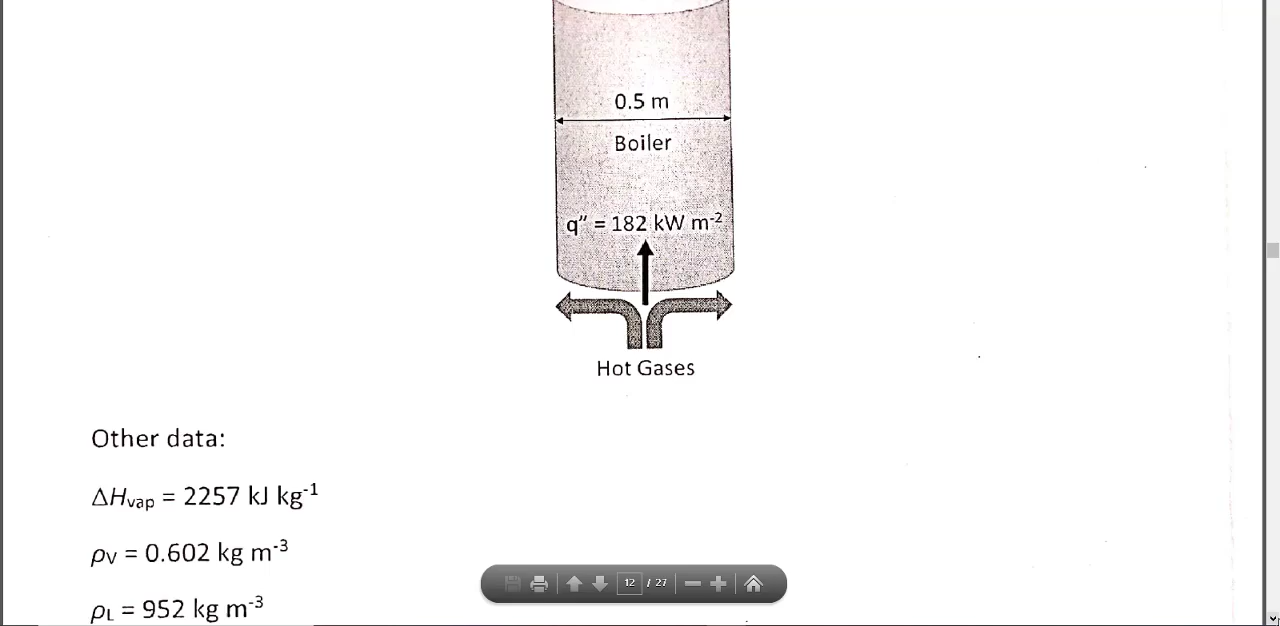 0.5 m
Boiler
q″ = 182 kW m⁻²
Hot Gases
Other data:
ΔHvap = 2257 kJ kg⁻¹
ρV = 0.602 kg m⁻³
12 / 27
ρL = 952 kg m⁻³